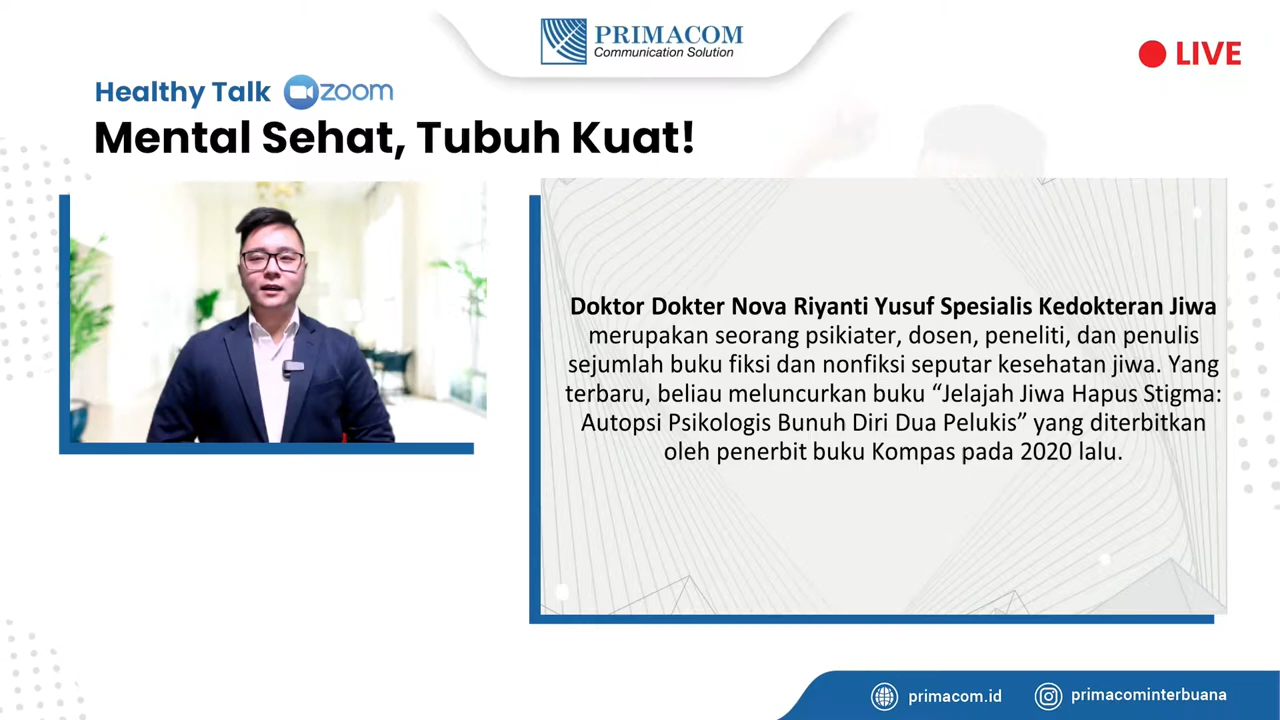 PRIMACOM
Communication Solution
LIVE
Healthy Talk zoom
Mental Sehat, Tubuh Kuat!
Doktor Dokter Nova Riyanti Yusuf Spesialis Kedokteran Jiwa
merupakan seorang psikiater, dosen, peneliti, dan penulis
sejumlah buku fiksi dan nonfiksi seputar kesehatan jiwa. Yang
terbaru, beliau meluncurkan buku “Jelajah Jiwa Hapus Stigma:
Autopsi Psikologis Bunuh Diri Dua Pelukis” yang diterbitkan
oleh penerbit buku Kompas pada 2020 lalu.
primacom.id
primacominterbuana